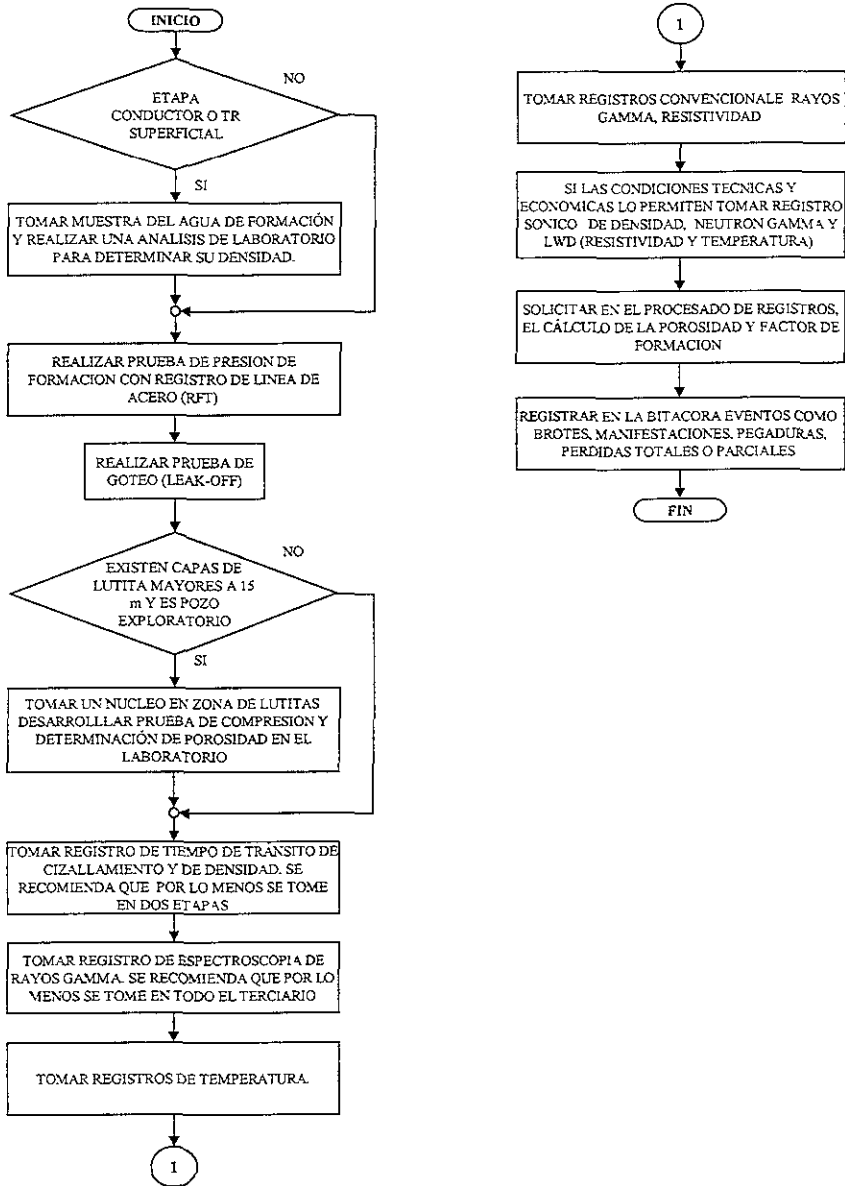 INICIO
NO
ETAPA
CONDUCTOR O TR
SUPERFICIAL
SI
TOMAR MUESTRA DEL AGUA DE FORMACIÓN
Y REALIZAR UNA ANALISIS DE LABORATORIO
PARA DETERMINAR SU DENSIDAD.
REALIZAR PRUEBA DE PRESION DE
FORMACION CON REGISTRO DE LINEA DE
ACERO (RFT)
REALIZAR PRUEBA DE
GOTEO (LEAK-OFF)
NO
EXISTEN CAPAS DE
LUTITA MAYORES A 15
m Y ES POZO
EXPLORATORIO
SI
TOMAR UN NUCLEO EN ZONA DE LUTITAS
DESARROLLLAR PRUEBA DE COMPRESION Y
DETERMINACIÓN DE POROSIDAD EN EL
LABORATORIO
TOMAR REGISTRO DE TIEMPO DE TRANSITO DE
CIZALLAMIENTO Y DE DENSIDAD. SE
RECOMIENDA QUE POR LO MENOS SE TOME
EN DOS ETAPAS
TOMAR REGISTRO DE ESPECTROSCOPIA DE
RAYOS GAMMA. SE RECOMIENDA QUE POR LO
MENOS SE TOME EN TODO EL TERCIARIO
TOMAR REGISTROS DE TEMPERATURA.
1
1
TOMAR REGISTROS CONVENCIONALE RAYOS
GAMMA, RESISTIVIDAD
SI LAS CONDICIONES TECNICAS Y
ECONOMICAS LO PERMITEN TOMAR REGISTRO
SONICO DE DENSIDAD, NEUTRON GAMMA Y
LWD (RESISTIVIDAD Y TEMPERATURA)
SOLICITAR EN EL PROCESADO DE REGISTROS,
EL CÁLCULO DE LA POROSIDAD Y FACTOR DE
FORMACION
REGISTRAR EN LA BITACORA EVENTOS COMO
BROTES, MANIFESTACIONES, PEGADURAS,
PERDIDAS TOTALES O PARCIALES
FIN